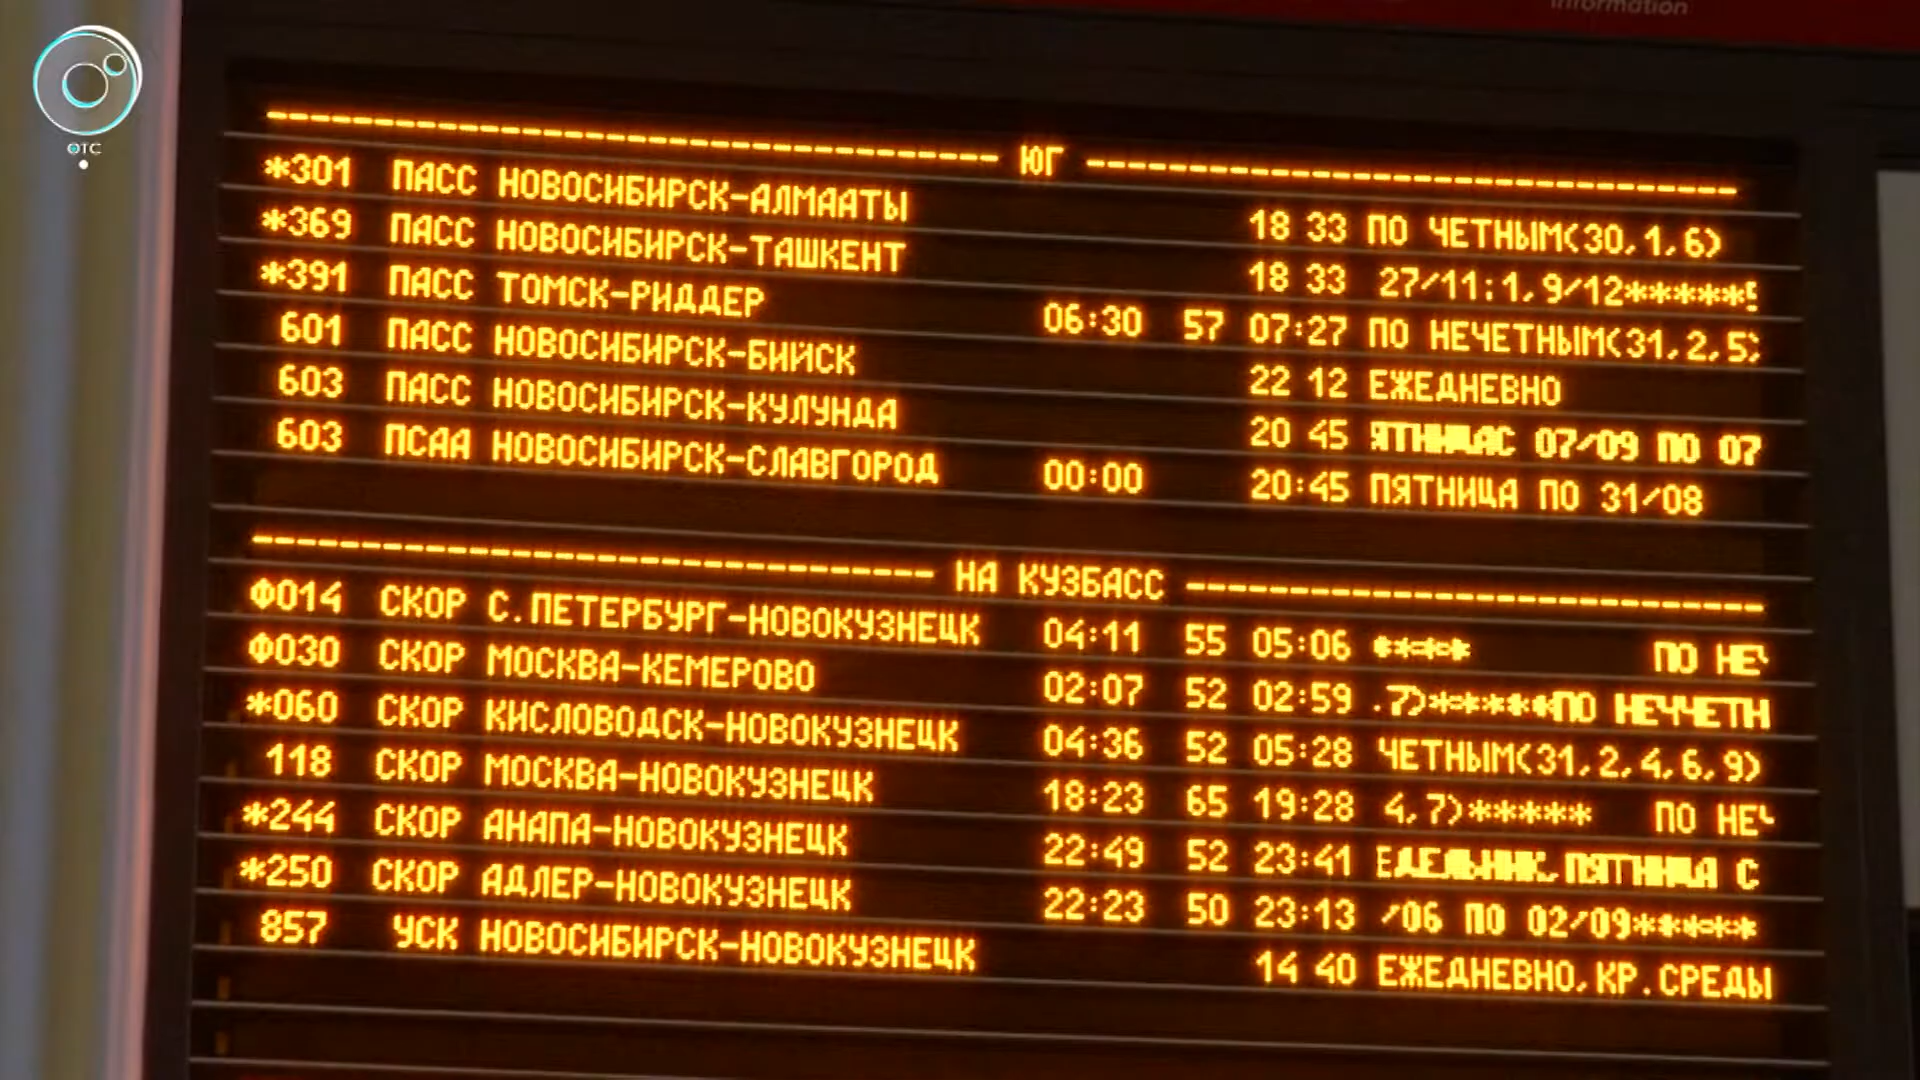 information
ОТС
---------------------------------- ЮГ ------------------------------
*301 ПАСС НОВОСИБИРСК-АЛМААТЫ 18 33 ПО ЧЕТНЫМ(30,1,6)
*369 ПАСС НОВОСИБИРСК-ТАШКЕНТ 18 33 27/11:1,9/12*****
*391 ПАСС ТОМСК-РИДДЕР 06:30 57 07:27 ПО НЕЧЕТНЫМ(31,2,5)
601 ПАСС НОВОСИБИРСК-БИЙСК 22 12 ЕЖЕДНЕВНО
603 ПАСС НОВОСИБИРСК-КУЛУНДА 20 45 07/09 ПО 07
603 ПСАА НОВОСИБИРСК-СЛАВГОРОД 00:00 20:45 ПЯТНИЦА ПО 31/08
-------------------------------- НА КУЗБАСС ---------------------------
Ф014 СКОР С.ПЕТЕРБУРГ-НОВОКУЗНЕЦК 04:11 55 05:06 **** ПО НЕЧ
Ф030 СКОР МОСКВА-КЕМЕРОВО 02:07 52 02:59 .7)*****ПО
*060 СКОР КИСЛОВОДСК-НОВОКУЗНЕЦК 04:36 52 05:28 ЧЕТНЫМ(31,2,4,6,9)
118 СКОР МОСКВА-НОВОКУЗНЕЦК 18:23 65 19:28 4,7)***** ПО НЕЧ
*244 СКОР АНАПА-НОВОКУЗНЕЦК 22:49 52 23:41 ЕДЕЛЬНИК,ПЯТНИЦА С
*250 СКОР АДЛЕР-НОВОКУЗНЕЦК 22:23 50 23:13 /06 ПО 02/09*****
857 УСК НОВОСИБИРСК-НОВОКУЗНЕЦК 14 40 ЕЖЕДНЕВНО,КР.СРЕДЫ